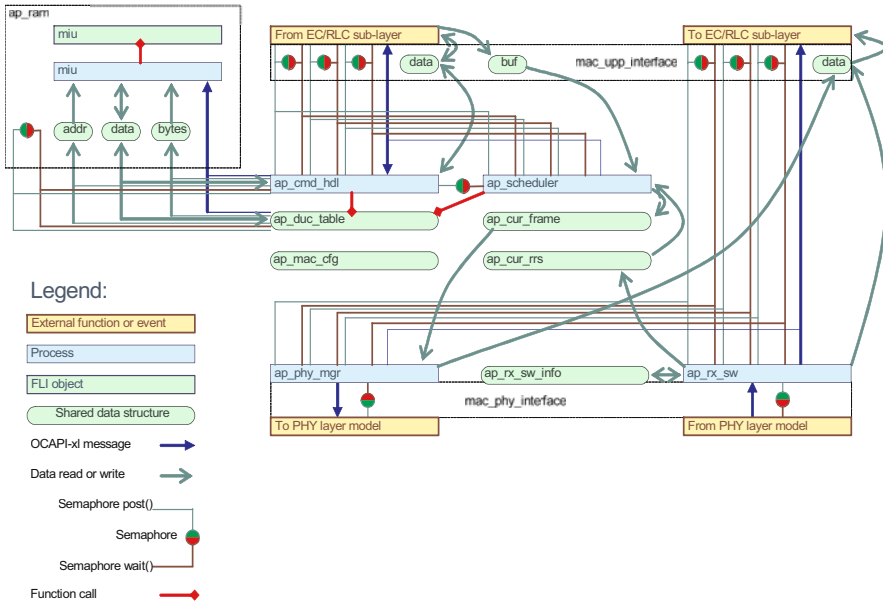 ap_ram
miu
miu
addr
data
bytes
From EC/RLC sub-layer
To EC/RLC sub-layer
data
buf
mac_upp_interface
data
ap_cmd_hdl
ap_scheduler
ap_duc_table
ap_cur_frame
ap_mac_cfg
ap_cur_rrs
ap_phy_mgr
ap_rx_sw_info
ap_rx_sw
mac_phy_interface
To PHY layer model
From PHY layer model
Legend:
External function or event
Process
FLI object
Shared data structure
OCAPI-xl message
Data read or write
Semaphore post()
Semaphore
Semaphore wait()
Function call